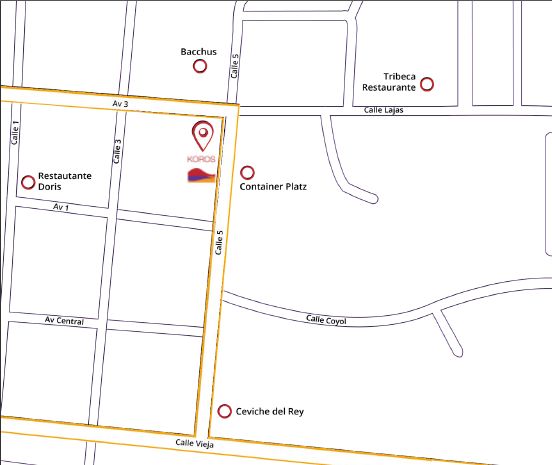 Bacchus
Calle 5
Tribeca
Restaurante
Av 3
Calle Lajas
Calle 1
Calle 3
KOROS
Restautante
Doris
Container Platz
Av 1
Calle 5
Av Central
Calle Coyol
Ceviche del Rey
Calle Vieja